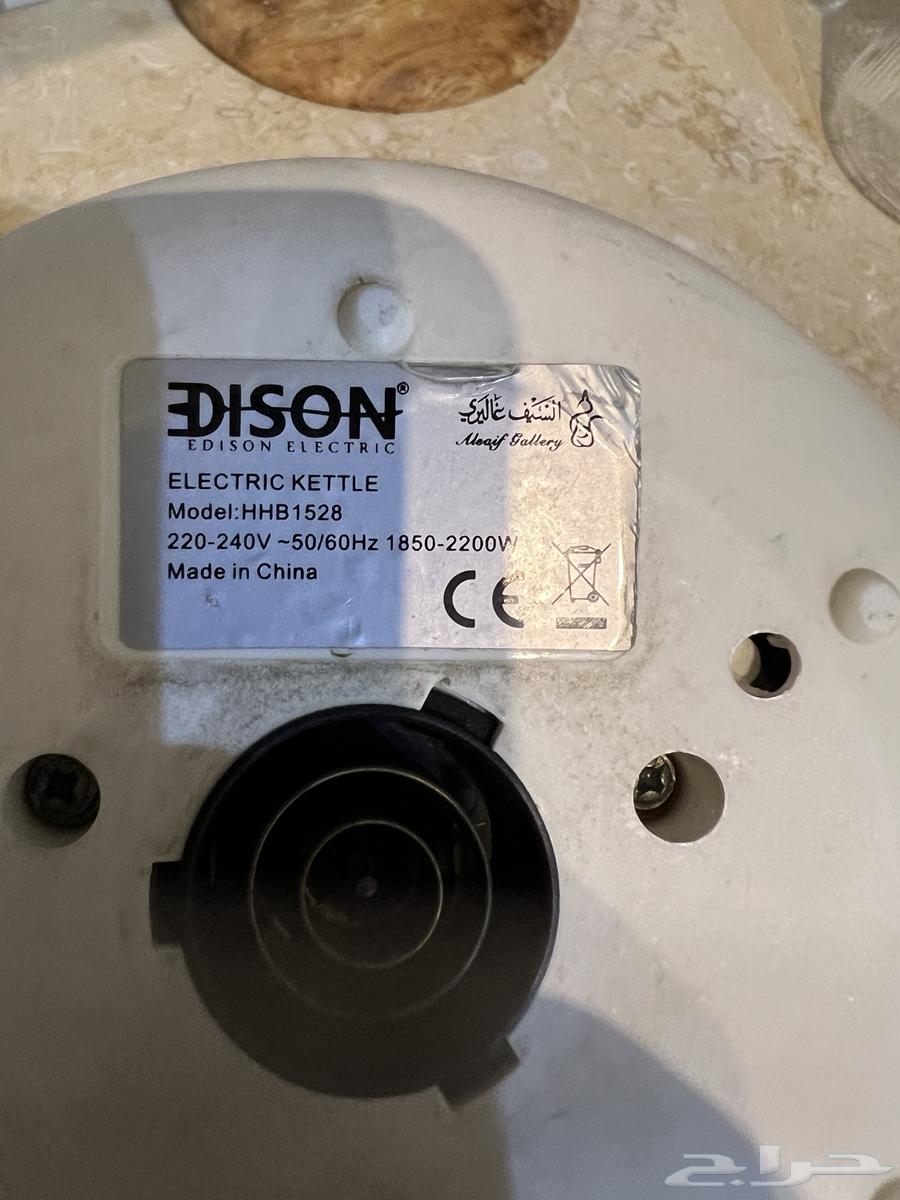 EDISON®
EDISON ELECTRIC
السيف غاليري
Alsaif Gallery
ELECTRIC KETTLE
Model:HHB1528
220-240V ~50/60Hz 1850-2200W
Made in China
CE
حراج